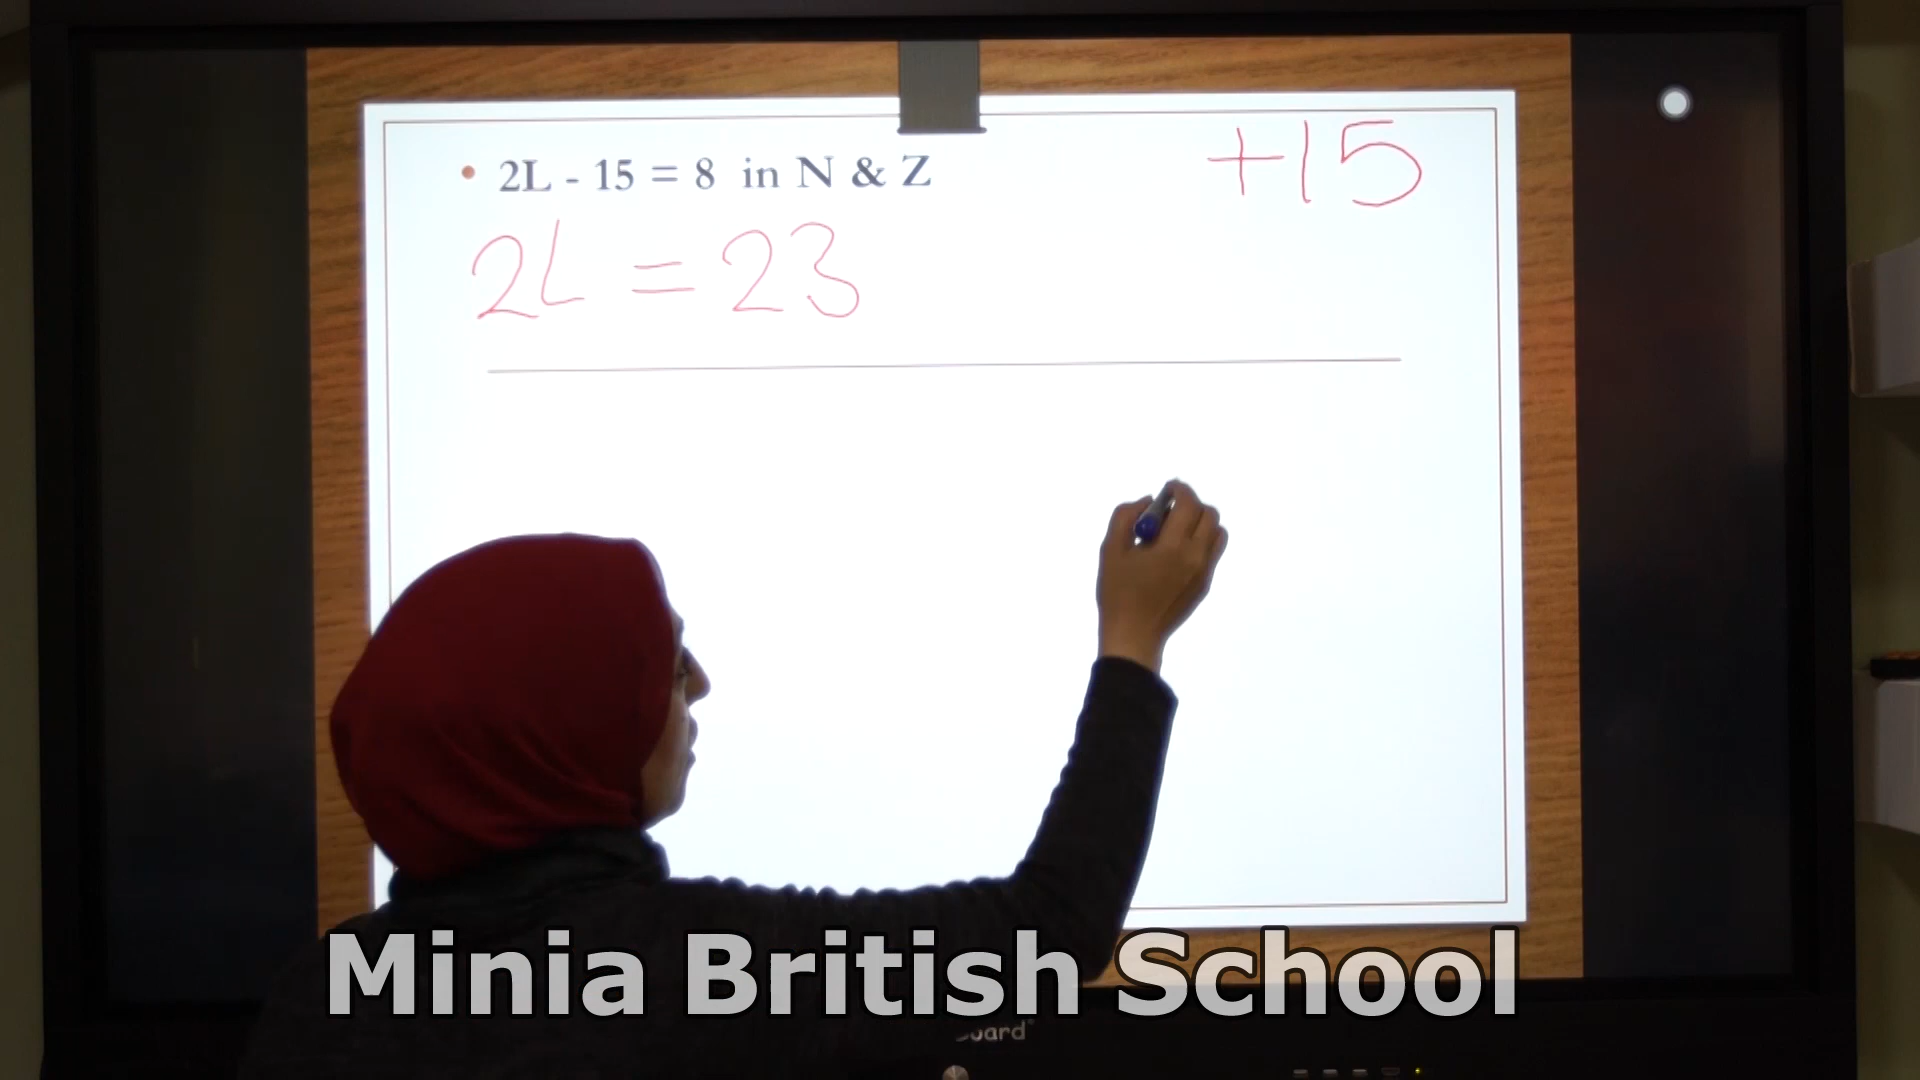 • 2L - 15 = 8 in N & Z
+15
2L = 23
Minia British School